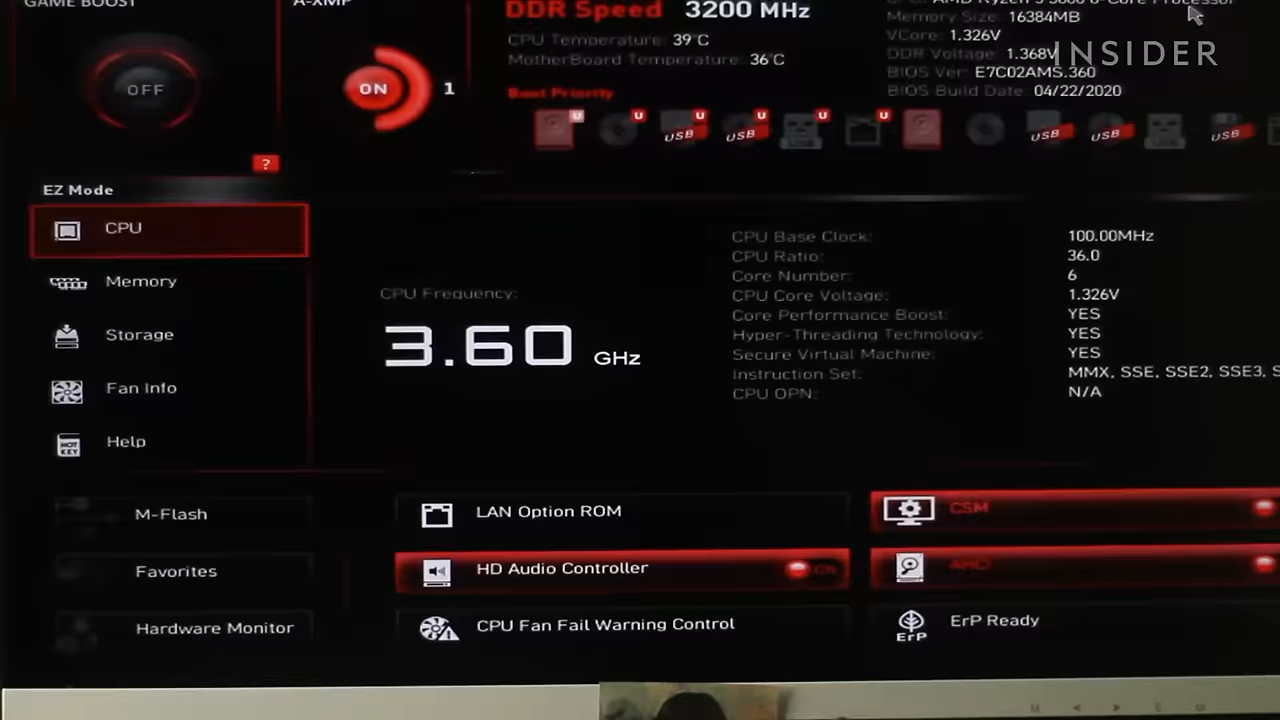 GAME BOOST
A-XMP
DDR Speed 3200 MHz
CPU Temperature: 39°C
MotherBoard Temperature: 36°C
Boot Priority
Memory Size: 16384MB
VCore: 1.326V
DDR Voltage: 1.368V
BIOS Ver: E7C02AMS.360
BIOS Build Date: 04/22/2020
INSIDER
OFF
ON 1
U U U U U U
USB USB USB USB USB
?
EZ Mode
CPU
Memory
Storage
Fan Info
HOT KEY
Help
CPU Frequency:
3.60 GHz
CPU Base Clock: 100.00MHz
CPU Ratio: 36.0
Core Number: 6
CPU Core Voltage: 1.326V
Core Performance Boost: YES
Hyper-Threading Technology: YES
Secure Virtual Machine: YES
Instruction Set: MMX, SSE, SSE2, SSE3, S
CPU OPN: N/A
M-Flash
Favorites
Hardware Monitor
LAN Option ROM
HD Audio Controller ON
CPU Fan Fail Warning Control
CSM
ErP
ErP Ready